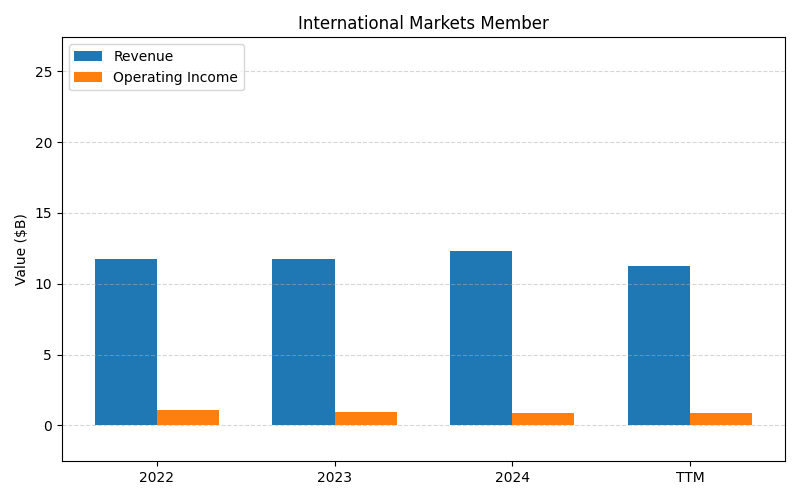 International Markets Member
Revenue
Operating Income
Value ($B)
25
20
15
10
5
0
2022
2023
2024
TTM